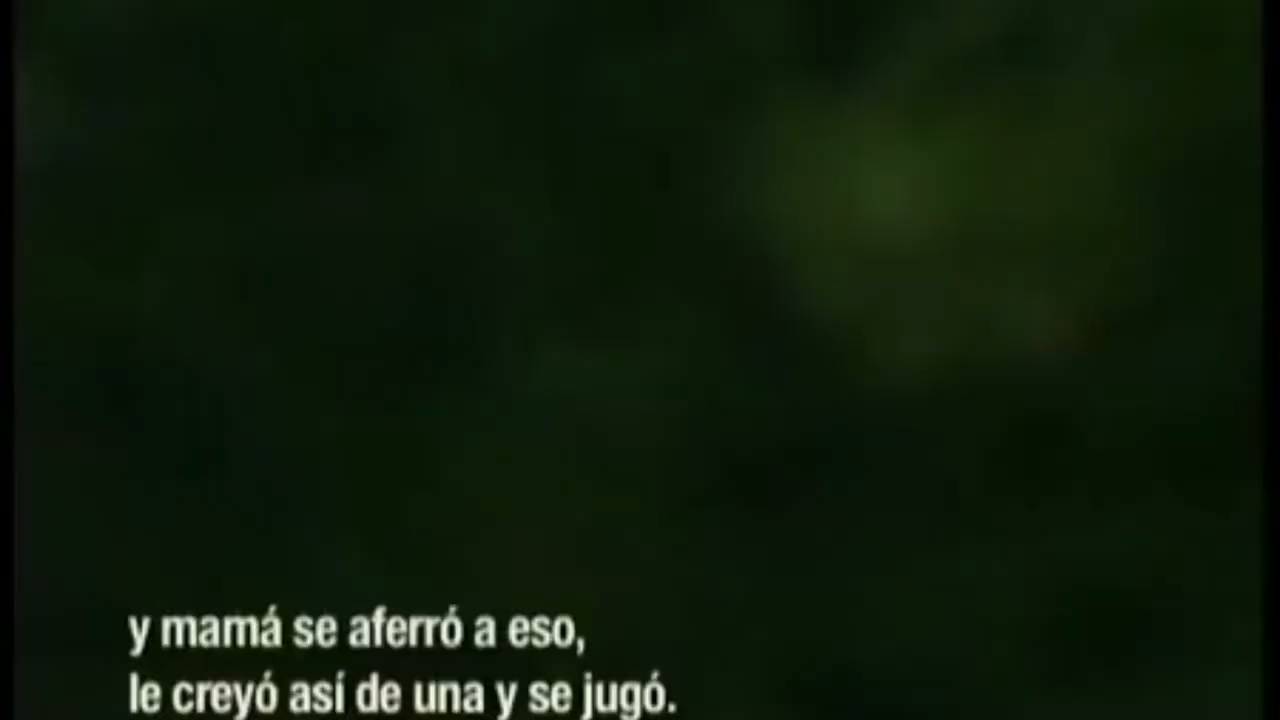 y mamá se aferró a eso,
le creyó así de una y se jugó.